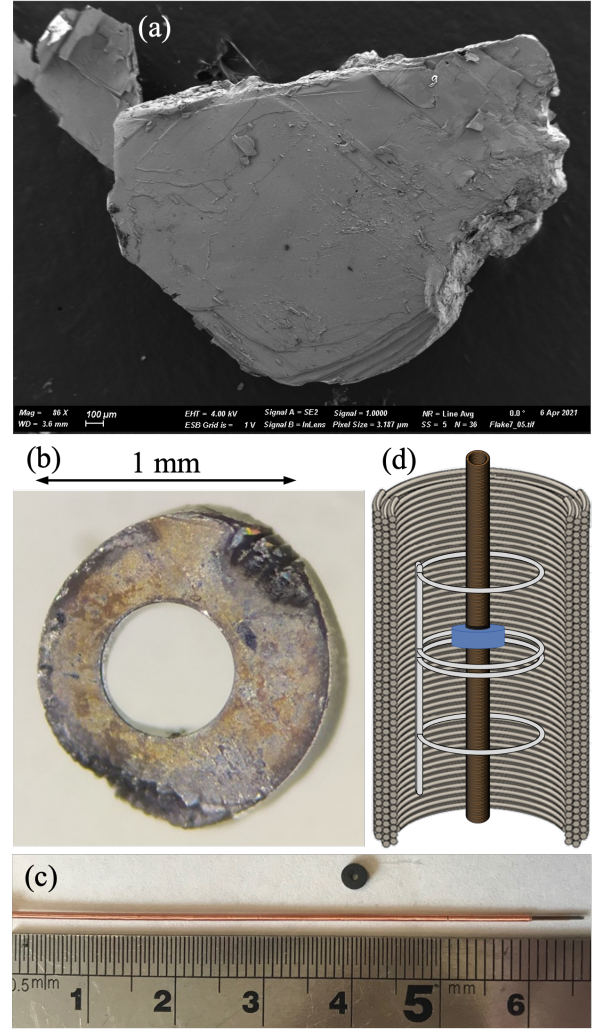 (a)
Mag = 86 X 100 µm EHT = 4.00 kV Signal A = SE2 Signal = 1.0000 NR = Line Avg 0.0 ° 6 Apr 2021
WD = 3.6 mm ESB Grid is = 1 V Signal B = InLens Pixel Size = 3.187 µm SS = 5 N = 36 Flake7_05.tif
(b) 1 mm
(d)
(c)
0.5mm 1 2 3 4 5 mm 6